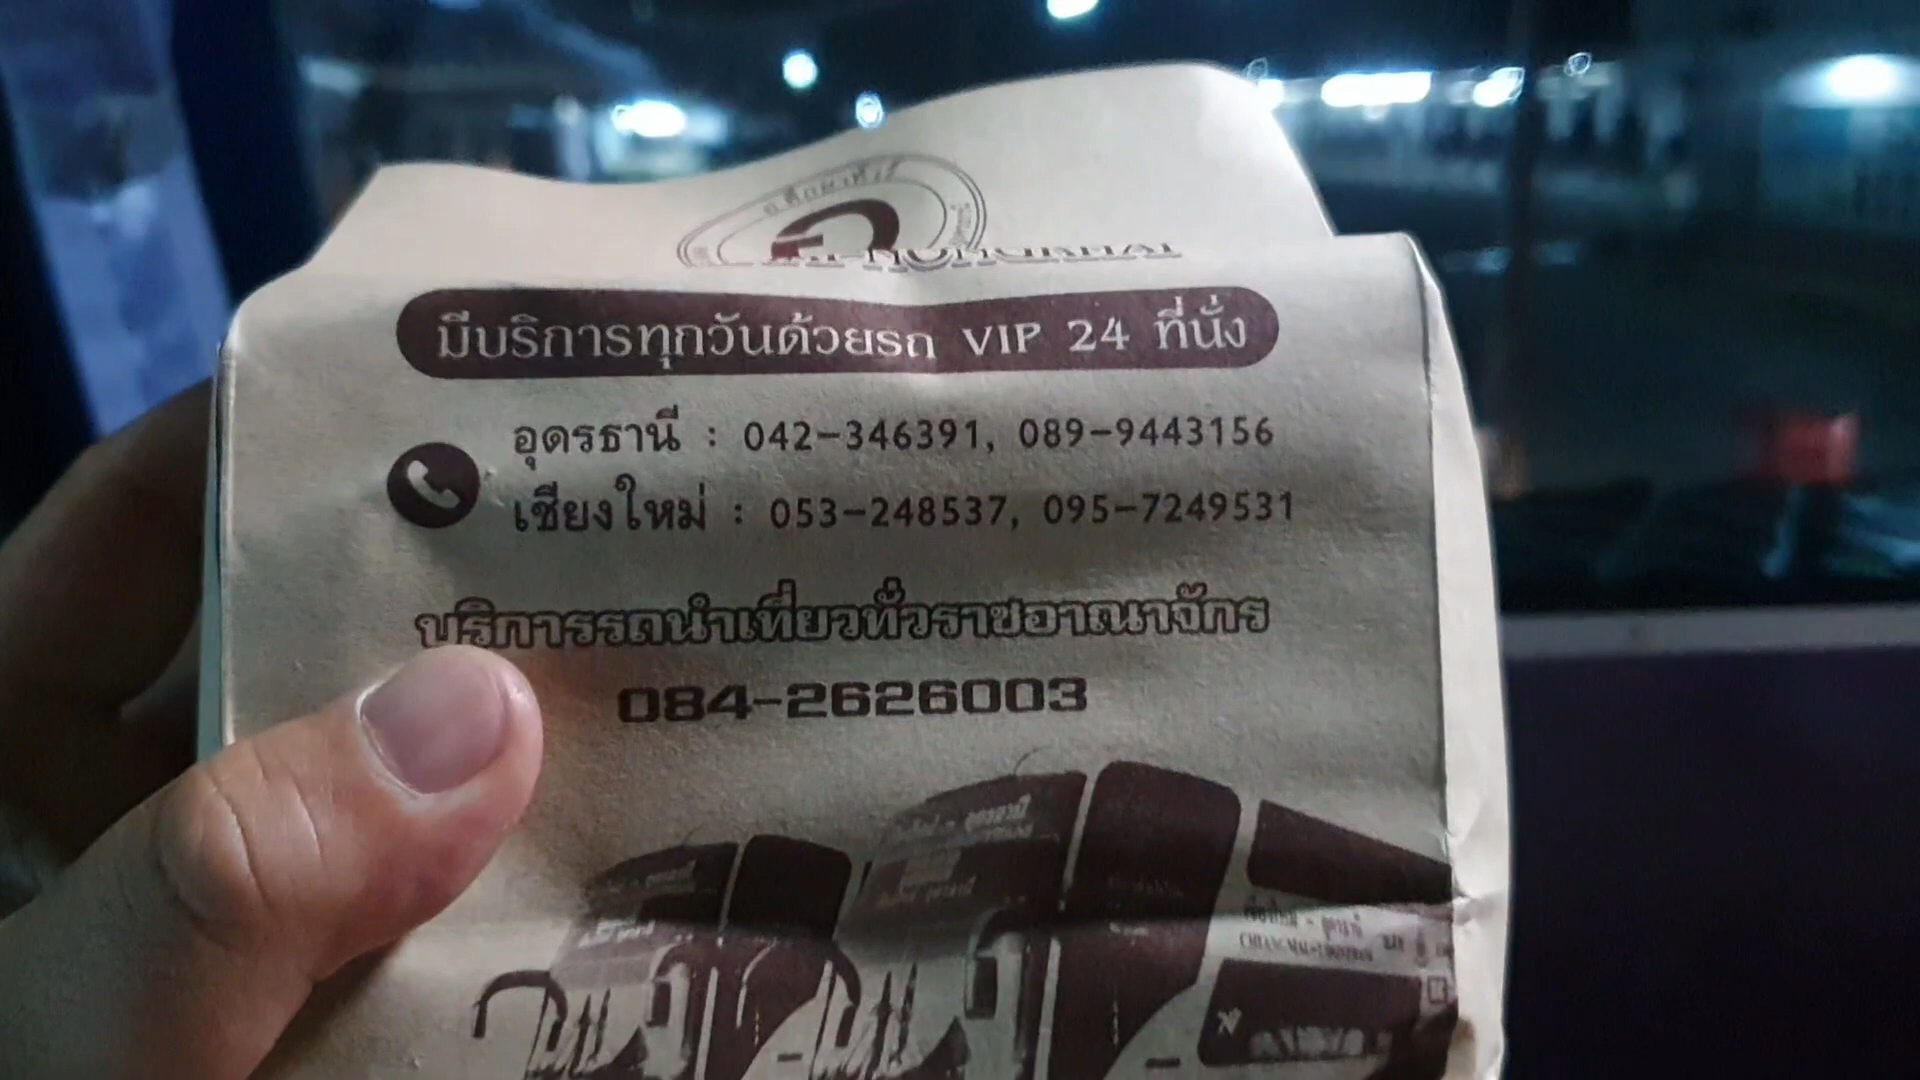 มีบริการทุกวันด้วยรถ VIP 24 ที่นั่ง
อุดรธานี : 042-346391, 089-9443156
เชียงใหม่ : 053-248537, 095-7249531
บริการรถนำเที่ยวทั่วราชอาณาจักร
084-2626003